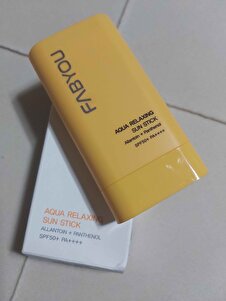 FABYOU
AQUA RELAXING
SUN STICK
Allantoin + Panthenol
SPF50+ PA++++
AQUA RELAXING
SUN STICK
ALLANTOIN + PANTHENOL
SPF50+ PA++++